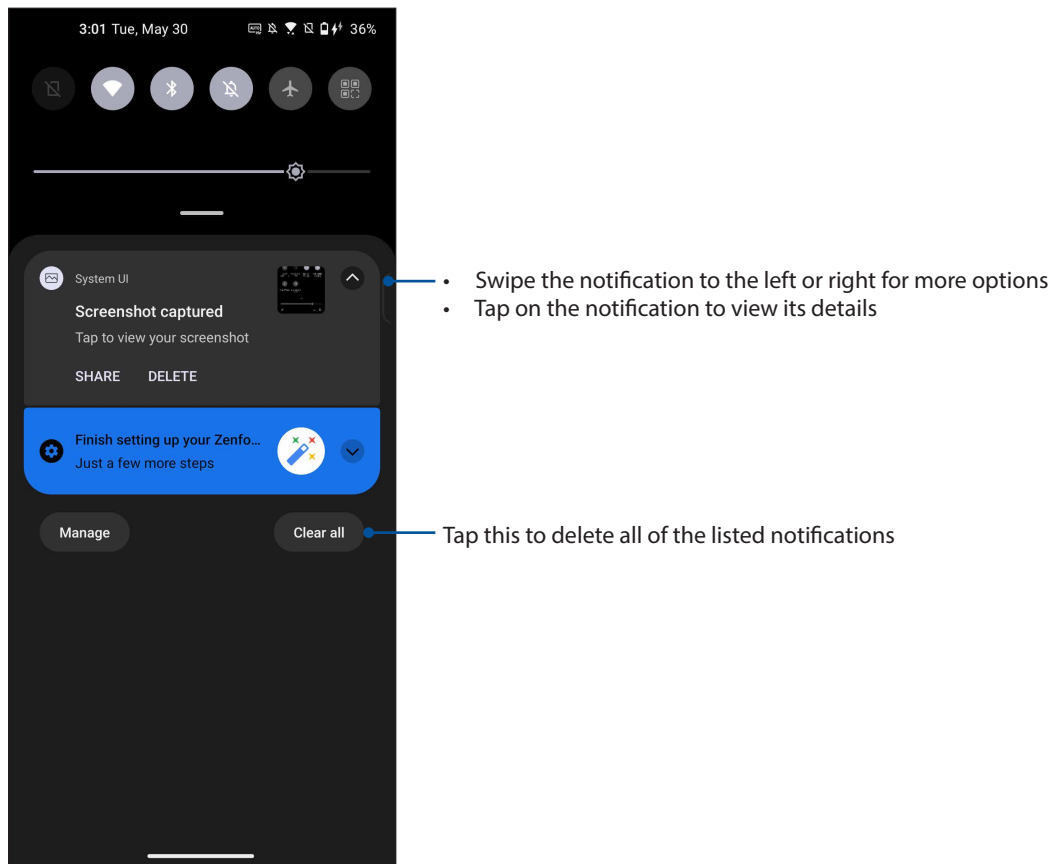 3:01 Tue, May 30
36%
System UI
Screenshot captured
Tap to view your screenshot
SHARE DELETE
• Swipe the notification to the left or right for more options
• Tap on the notification to view its details
Finish setting up your Zenfo...
Just a few more steps
Manage
Clear all
Tap this to delete all of the listed notifications